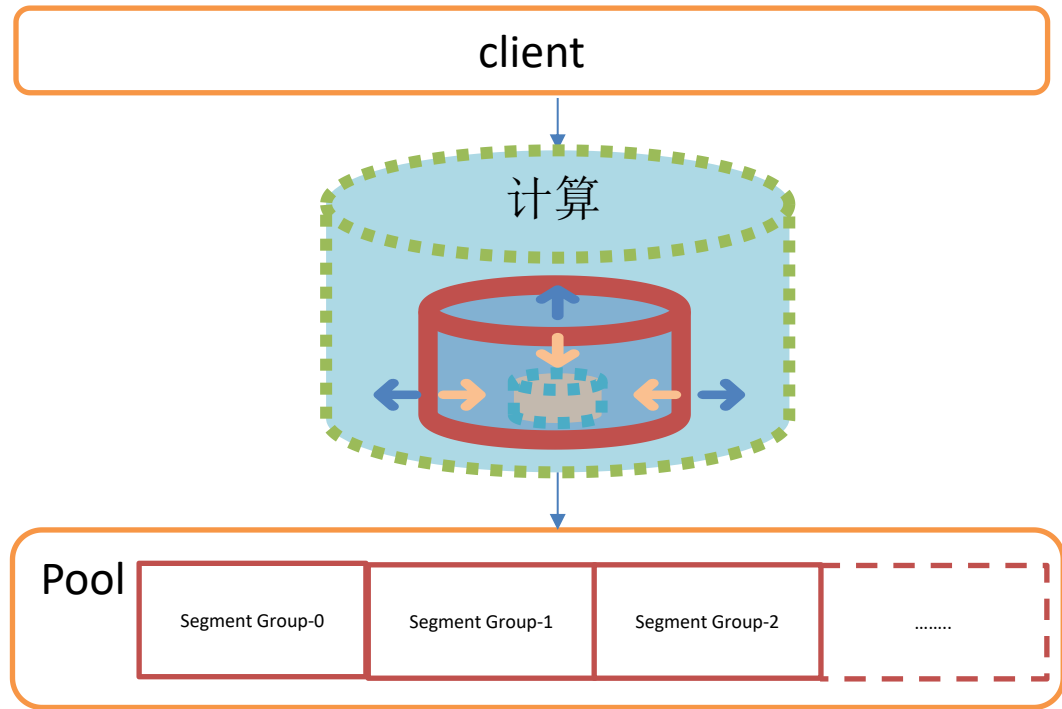 client
计算
Pool
Segment Group-0
Segment Group-1
Segment Group-2
……..